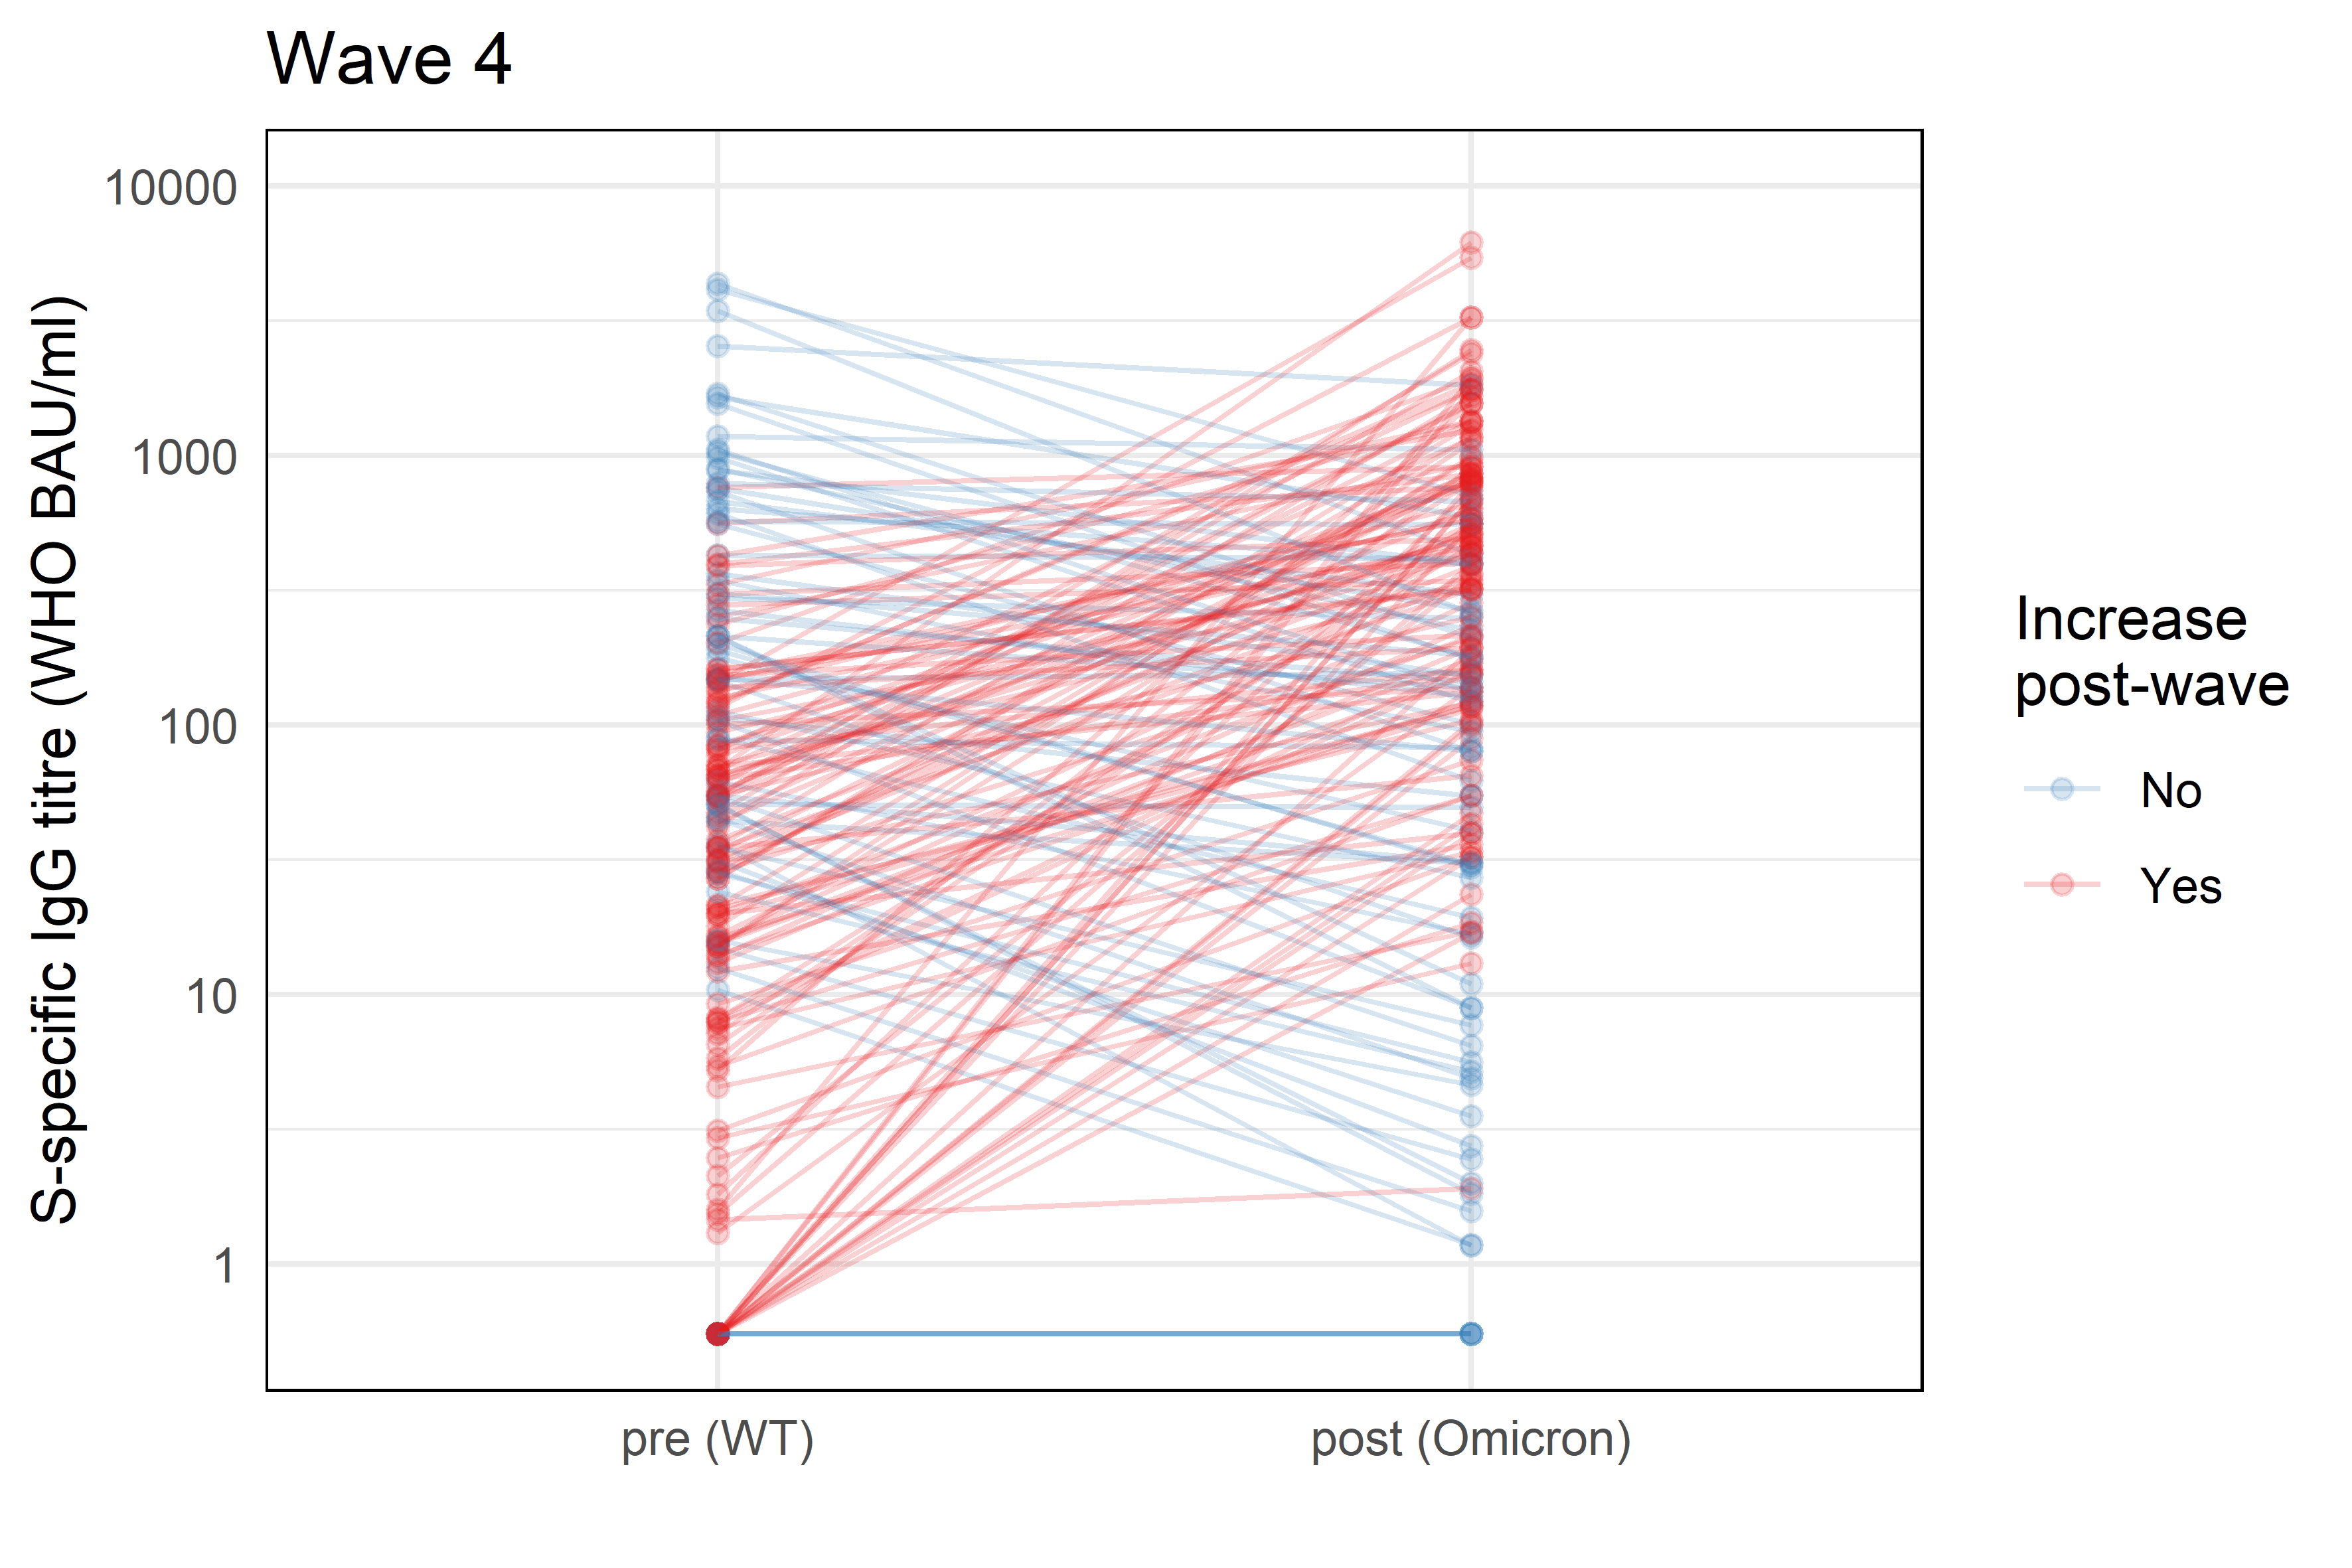 Wave 4
S-specific IgG titre (WHO BAU/ml)
10000
1000
100
10
1
pre (WT)
post (Omicron)
Increase
post-wave
No
Yes